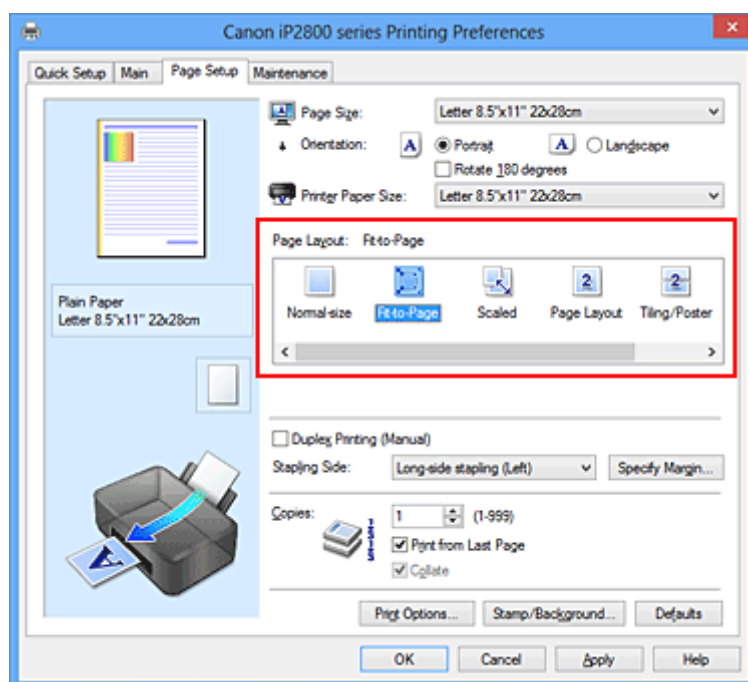 Canon iP2800 series Printing Preferences
Quick Setup Main Page Setup Maintenance
Page Size: Letter 8.5"x11" 22x28cm
Orientation: A Portrait A Landscape
Rotate 180 degrees
Printer Paper Size: Letter 8.5"x11" 22x28cm
Page Layout: Fit-to-Page
Normal-size Fit-to-Page Scaled Page Layout Tiling/Poster
Plain Paper
Letter 8.5"x11" 22x28cm
Duplex Printing (Manual)
Stapling Side: Long-side stapling (Left) Specify Margin...
Copies: 1 (1-999)
Print from Last Page
Collate
Print Options... Stamp/Background... Defaults
OK Cancel Apply Help